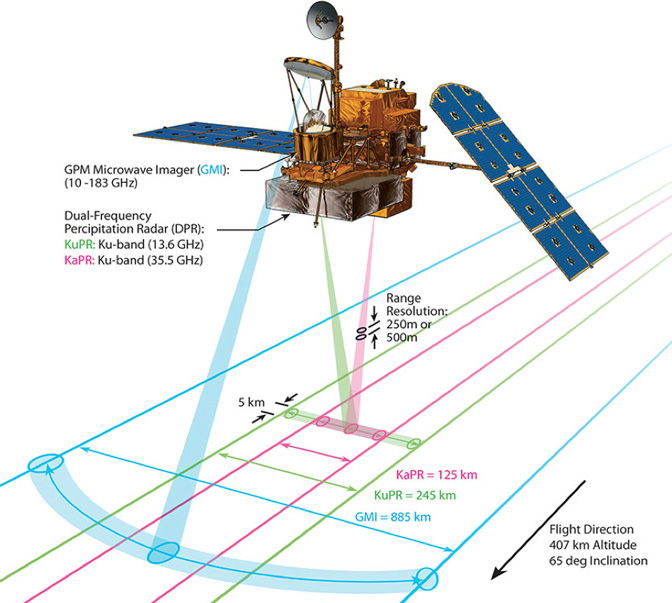 GPM Microwave Imager (GMI):
(10 -183 GHz)
Dual-Frequency
Percipitation Radar (DPR):
KuPR: Ku-band (13.6 GHz)
KaPR: Ku-band (35.5 GHz)
Range
Resolution:
250m or
500m
5 km
KaPR = 125 km
KuPR = 245 km
GMI = 885 km
Flight Direction
407 km Altitude
65 deg Inclination